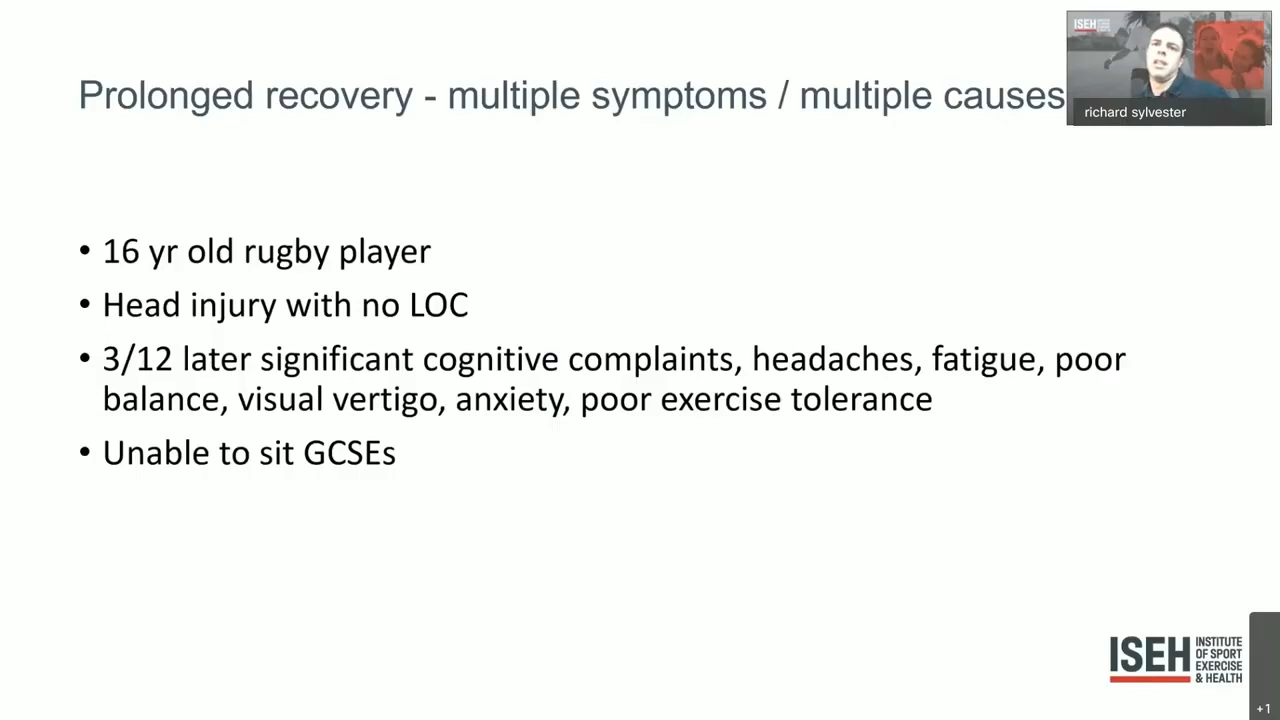 Prolonged recovery - multiple symptoms / multiple causes
ISEH
richard sylvester
• 16 yr old rugby player
• Head injury with no LOC
• 3/12 later significant cognitive complaints, headaches, fatigue, poor
balance, visual vertigo, anxiety, poor exercise tolerance
• Unable to sit GCSEs
ISEH
INSTITUTE
OF SPORT
EXERCISE
& HEALTH
+1